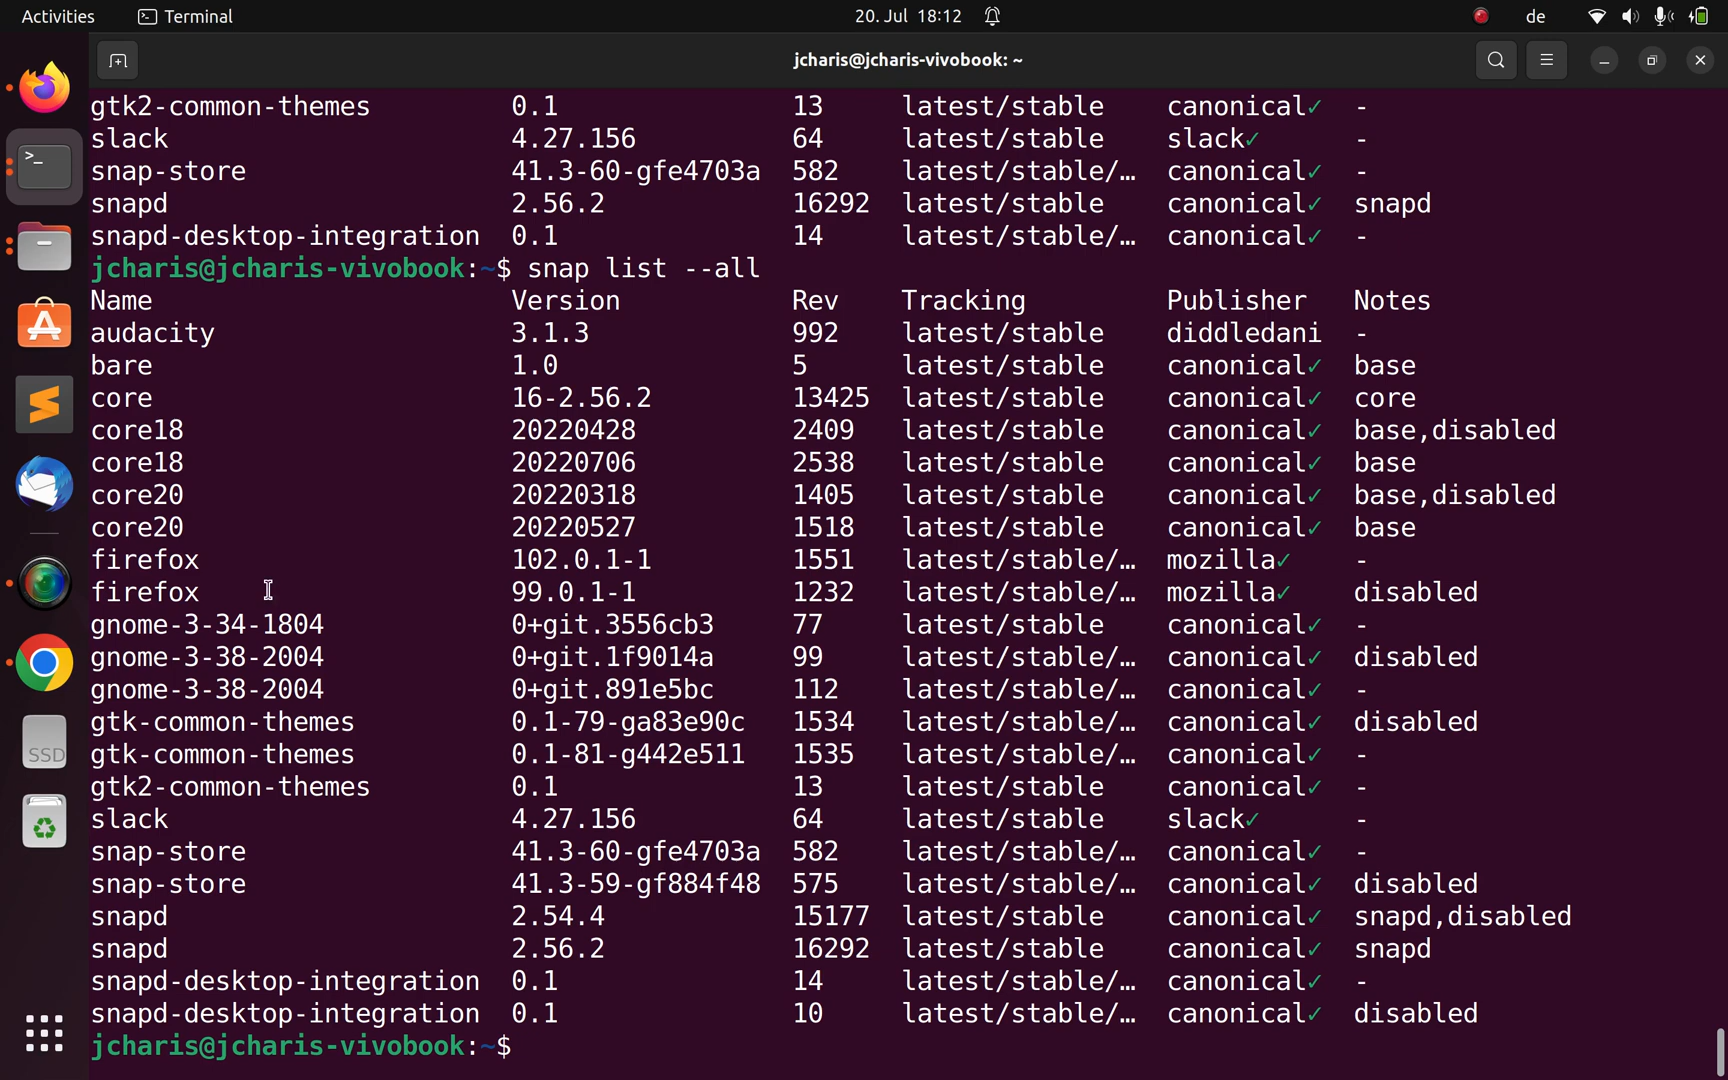 Activities Terminal 20. Jul 18:12 de
jcharis@jcharis-vivobook: ~
gtk2-common-themes 0.1 13 latest/stable canonical✓ -
slack 4.27.156 64 latest/stable slack✓ -
snap-store 41.3-60-gfe4703a 582 latest/stable/… canonical✓ -
snapd 2.56.2 16292 latest/stable canonical✓ snapd
snapd-desktop-integration 0.1 14 latest/stable/… canonical✓ -
jcharis@jcharis-vivobook:~$ snap list --all
Name Version Rev Tracking Publisher Notes
audacity 3.1.3 992 latest/stable diddledani -
bare 1.0 5 latest/stable canonical✓ base
core 16-2.56.2 13425 latest/stable canonical✓ core
core18 20220428 2409 latest/stable canonical✓ base,disabled
core18 20220706 2538 latest/stable canonical✓ base
core20 20220318 1405 latest/stable canonical✓ base,disabled
core20 20220527 1518 latest/stable canonical✓ base
firefox 102.0.1-1 1551 latest/stable/… mozilla✓ -
firefox 99.0.1-1 1232 latest/stable/… mozilla✓ disabled
gnome-3-34-1804 0+git.3556cb3 77 latest/stable canonical✓ -
gnome-3-38-2004 0+git.1f9014a 99 latest/stable/… canonical✓ disabled
gnome-3-38-2004 0+git.891e5bc 112 latest/stable/… canonical✓ -
gtk-common-themes 0.1-79-ga83e90c 1534 latest/stable/… canonical✓ disabled
gtk-common-themes 0.1-81-g442e511 1535 latest/stable/… canonical✓ -
gtk2-common-themes 0.1 13 latest/stable canonical✓ -
slack 4.27.156 64 latest/stable slack✓ -
snap-store 41.3-60-gfe4703a 582 latest/stable/… canonical✓ -
snap-store 41.3-59-gf884f48 575 latest/stable/… canonical✓ disabled
snapd 2.54.4 15177 latest/stable canonical✓ snapd,disabled
snapd 2.56.2 16292 latest/stable canonical✓ snapd
snapd-desktop-integration 0.1 14 latest/stable/… canonical✓ -
snapd-desktop-integration 0.1 10 latest/stable/… canonical✓ disabled
jcharis@jcharis-vivobook:~$
SSD